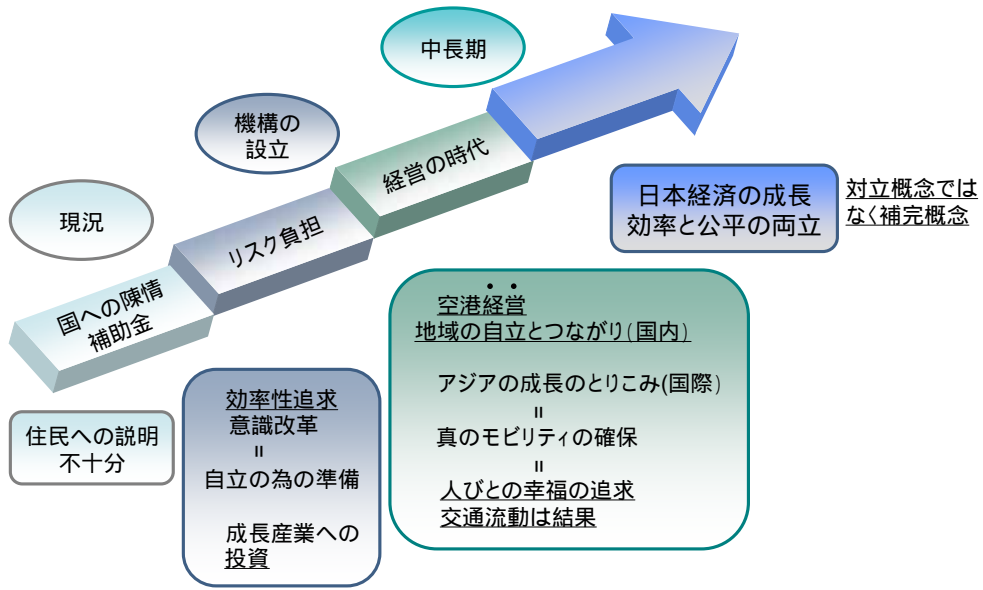 中長期
機構の
設立
現況
国への陳情
補助金
リスク負担
経営の時代
日本経済の成長
効率と公平の両立
対立概念では
なく補完概念
住民への説明
不十分
効率性追求
意識改革
＝
自立の為の準備
成長産業への
投資
空港経営
地域の自立とつながり(国内)
アジアの成長のとりこみ(国際)
＝
真のモビリティの確保
＝
人びとの幸福の追求
交通流動は結果